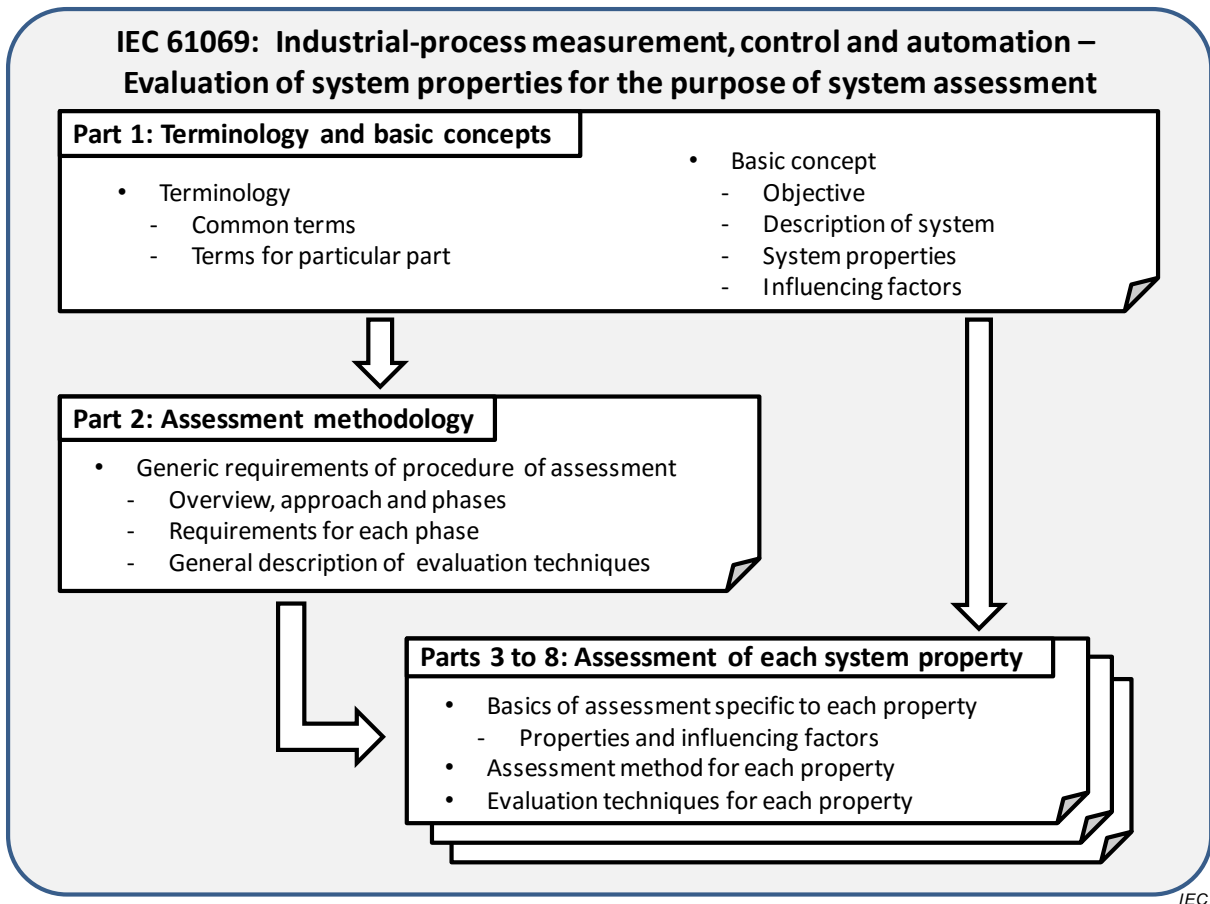 IEC 61069: Industrial-process measurement, control and automation –
Evaluation of system properties for the purpose of system assessment
Part 1: Terminology and basic concepts
• Terminology
- Common terms
- Terms for particular part
• Basic concept
- Objective
- Description of system
- System properties
- Influencing factors
Part 2: Assessment methodology
• Generic requirements of procedure of assessment
- Overview, approach and phases
- Requirements for each phase
- General description of evaluation techniques
Parts 3 to 8: Assessment of each system property
• Basics of assessment specific to each property
- Properties and influencing factors
• Assessment method for each property
• Evaluation techniques for each property
IEC